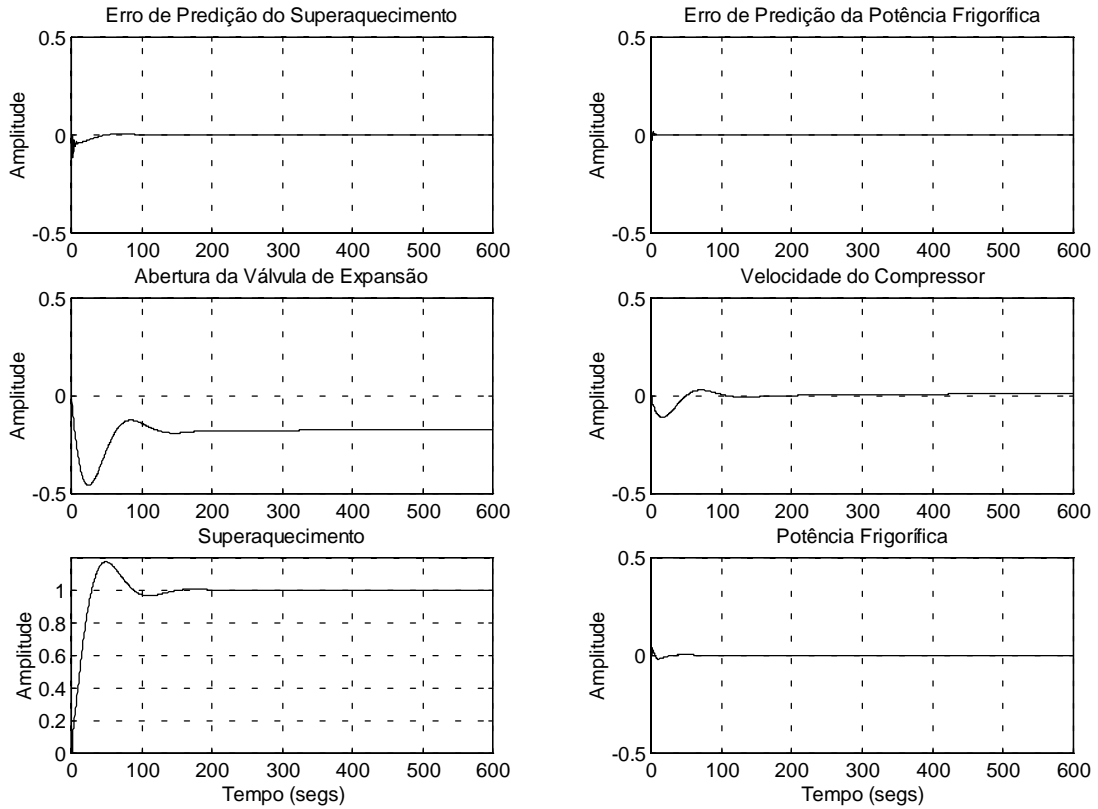 Erro de Predição do Superaquecimento
Erro de Predição da Potência Frigorífica
0.5
0
-0.5
Amplitude
0 100 200 300 400 500 600
0.5
0
-0.5
Amplitude
0 100 200 300 400 500 600
Abertura da Válvula de Expansão
Velocidade do Compressor
0.5
0
-0.5
Amplitude
0 100 200 300 400 500 600
0.5
0
-0.5
Amplitude
0 100 200 300 400 500 600
Superaquecimento
Potência Frigorífica
1
0.8
0.6
0.4
0.2
0
Amplitude
0 100 200 300 400 500 600
Tempo (segs)
0.5
0
-0.5
Amplitude
0 100 200 300 400 500 600
Tempo (segs)